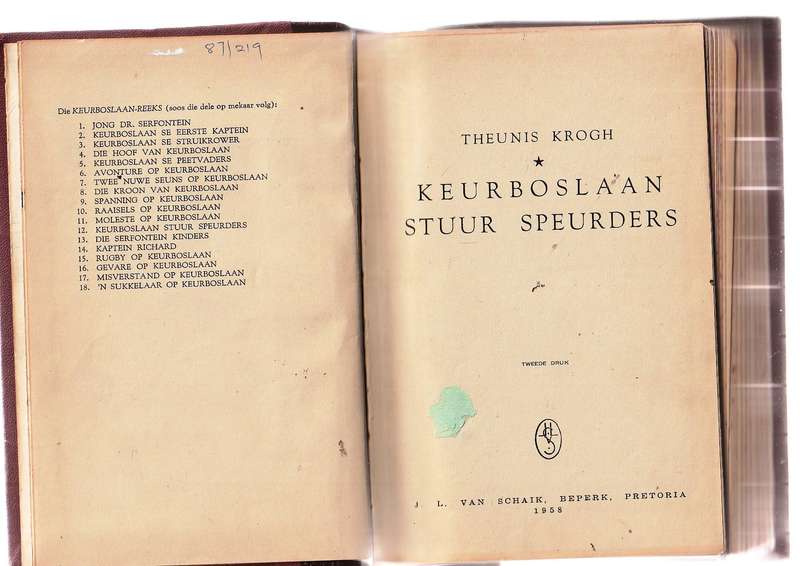 87/219
Die KEURBOSLAAN-REEKS (soos die dele op mekaar volg):
1. JONG DR. SERFONTEIN
2. KEURBOSLAAN SE EERSTE KAPTEIN
3. KEURBOSLAAN SE STRUIKROWER
4. DIE HOOF VAN KEURBOSLAAN
5. KEURBOSLAAN SE PEETVADERS
6. AVONTURE OP KEURBOSLAAN
7. TWEE NUWE SEUNS OP KEURBOSLAAN
8. DIE KROON VAN KEURBOSLAAN
9. SPANNING OP KEURBOSLAAN
10. RAAISELS OP KEURBOSLAAN
11. MOLESTE OP KEURBOSLAAN
12. KEURBOSLAAN STUUR SPEURDERS
13. DIE SERFONTEIN KINDERS
14. KAPTEIN RICHARD
15. RUGBY OP KEURBOSLAAN
16. GEVARE OP KEURBOSLAAN
17. MISVERSTAND OP KEURBOSLAAN
18. 'N SUKKELAAR OP KEURBOSLAAN
THEUNIS KROGH
KEURBOSLAAN
STUUR SPEURDERS
TWEEDE DRUK
J. L. VAN SCHAIK, BEPERK, PRETORIA
1958